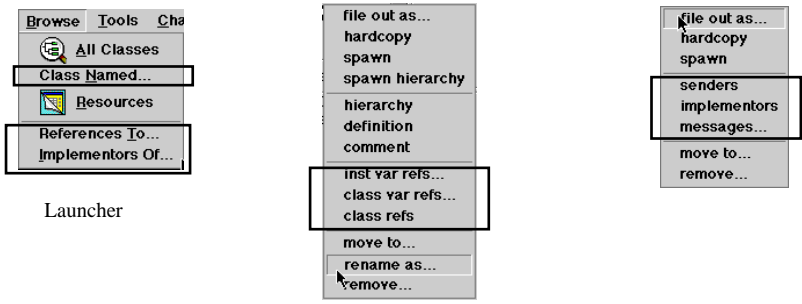 Browse Tools Cha
All Classes
Class Named...
Resources
References To...
Implementors Of...
Launcher
file out as...
hardcopy
spawn
spawn hierarchy
hierarchy
definition
comment
inst var refs...
class var refs...
class refs
move to...
rename as...
remove...
file out as...
hardcopy
spawn
senders
implementors
messages...
move to...
remove...